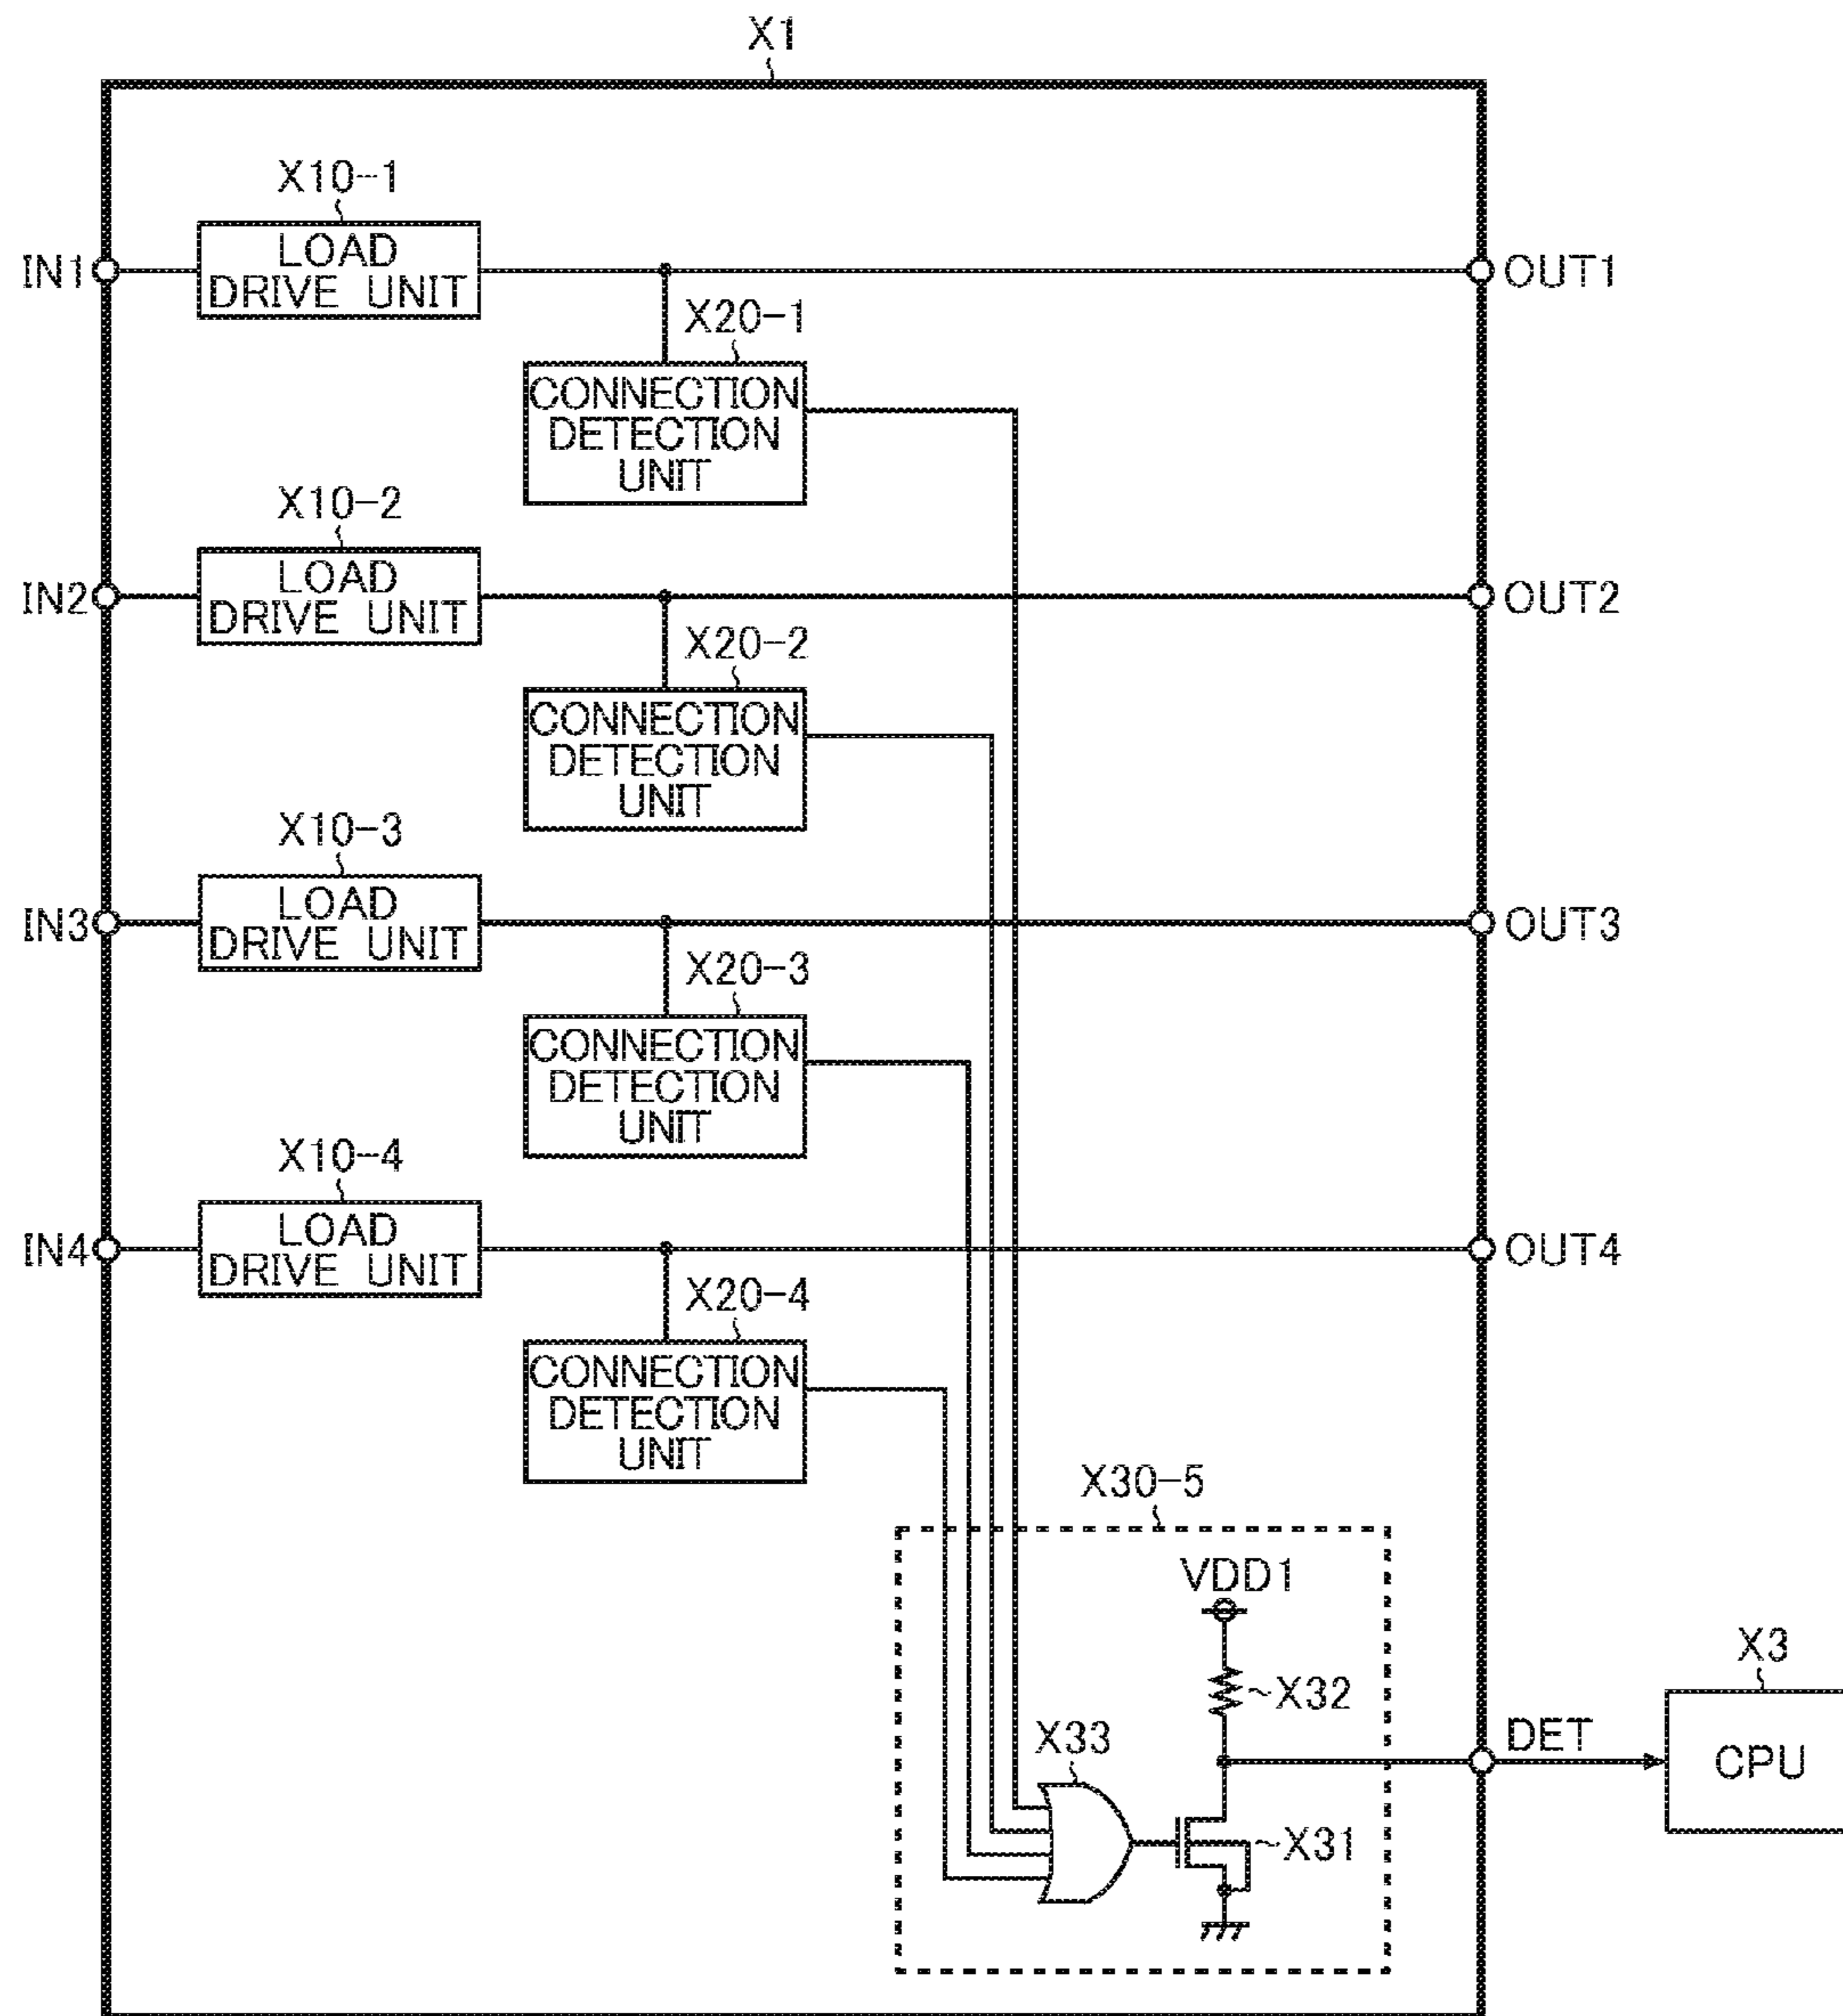 X1
X10-1
LOAD
DRIVE UNIT
IN1
OUT1
X20-1
CONNECTION
DETECTION
UNIT
X10-2
LOAD
DRIVE UNIT
IN2
OUT2
X20-2
CONNECTION
DETECTION
UNIT
X10-3
LOAD
DRIVE UNIT
IN3
OUT3
X20-3
CONNECTION
DETECTION
UNIT
X10-4
LOAD
DRIVE UNIT
IN4
OUT4
X20-4
CONNECTION
DETECTION
UNIT
X30-5
VDD1
X32
X33
X31
DET
X3
CPU